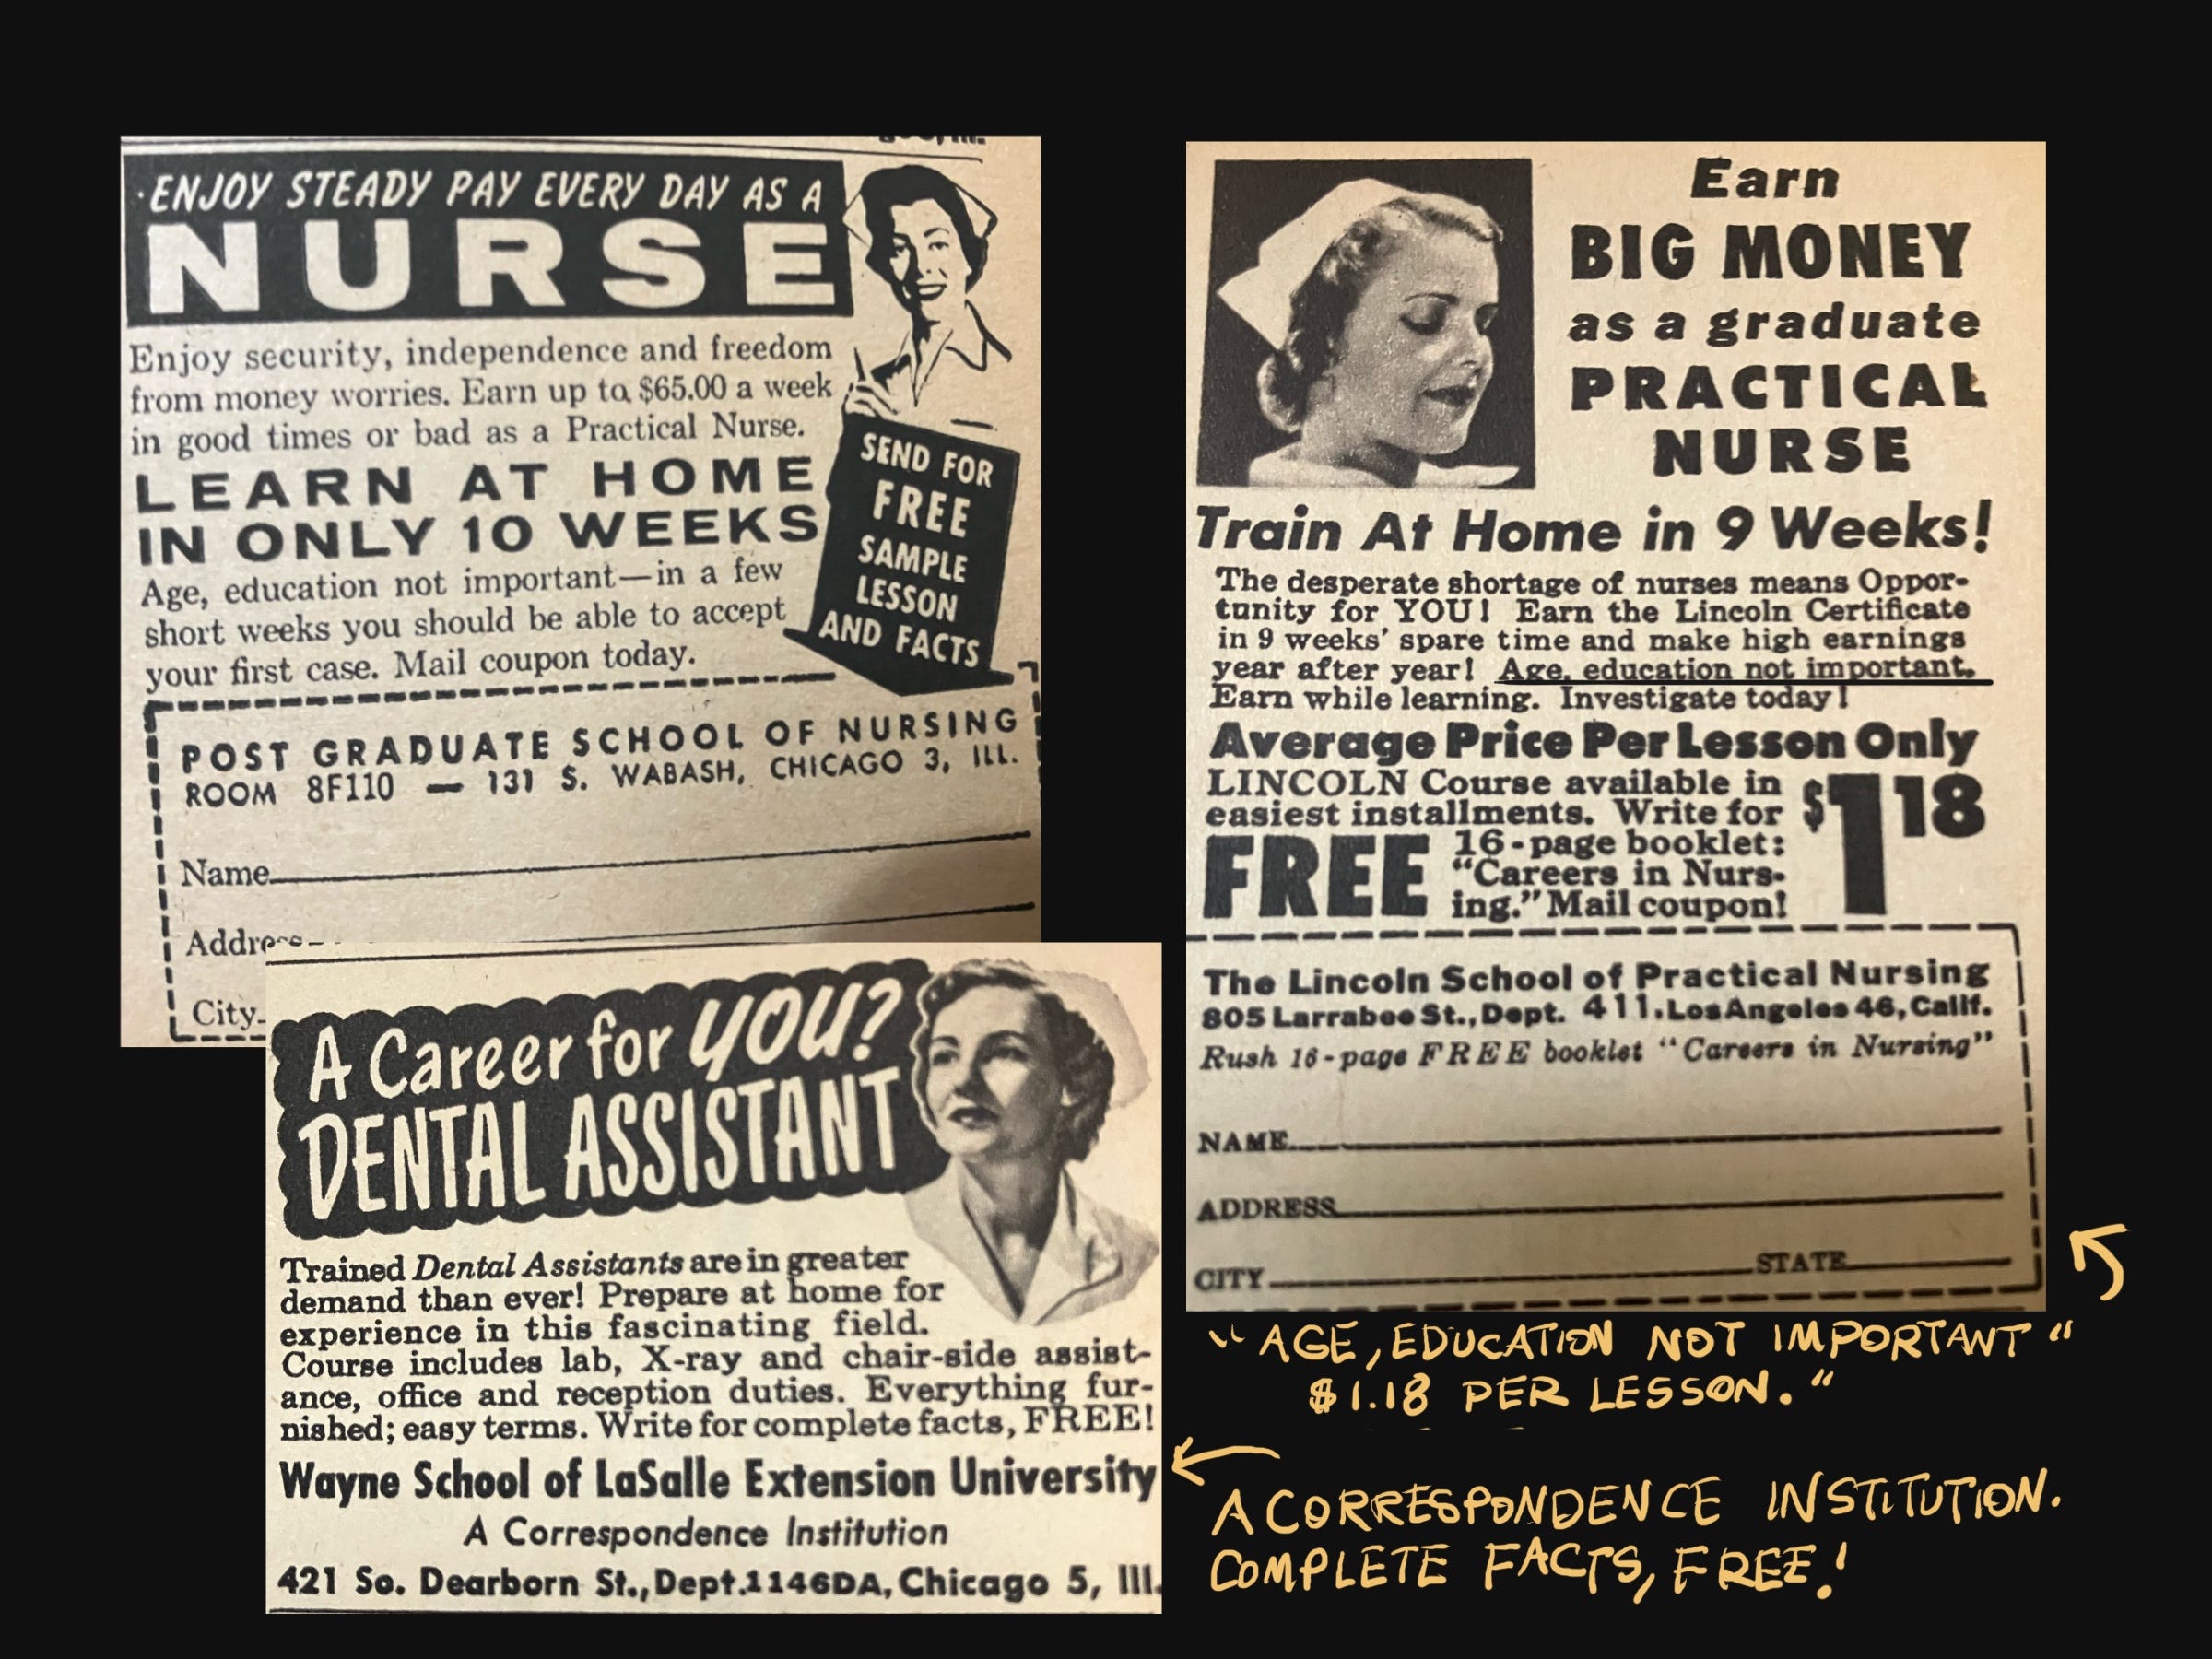 ENJOY STEADY PAY EVERY DAY AS A
NURSE
Enjoy security, independence and freedom
from money worries. Earn up to $65.00 a week
in good times or bad as a Practical Nurse.
LEARN AT HOME
IN ONLY 10 WEEKS
Age, education not important—in a few
short weeks you should be able to accept
your first case. Mail coupon today.
SEND FOR
FREE
SAMPLE
LESSON
AND FACTS
POST GRADUATE SCHOOL OF NURSING
ROOM 8F110 — 131 S. WABASH, CHICAGO 3, ILL.
Name
Address
City
A Career for YOU?
DENTAL ASSISTANT
Trained Dental Assistants are in greater
demand than ever! Prepare at home for
experience in this fascinating field.
Course includes lab, X-ray and chair-side assist-
ance, office and reception duties. Everything fur-
nished; easy terms. Write for complete facts, FREE!
Wayne School of LaSalle Extension University
A Correspondence Institution
421 So. Dearborn St., Dept. 1146DA, Chicago 5, Ill.
Earn
BIG MONEY
as a graduate
PRACTICAL
NURSE
Train At Home in 9 Weeks!
The desperate shortage of nurses means Oppor-
tunity for YOU! Earn the Lincoln Certificate
in 9 weeks' spare time and make high earnings
year after year! Age, education not important.
Earn while learning. Investigate today!
Average Price Per Lesson Only
LINCOLN Course available in
easiest installments. Write for
$1 18
FREE 16-page booklet:
"Careers in Nurs-
ing." Mail coupon!
The Lincoln School of Practical Nursing
805 Larrabee St., Dept. 411, Los Angeles 46, Calif.
Rush 16-page FREE booklet "Careers in Nursing"
NAME
ADDRESS
CITY STATE
"AGE, EDUCATION NOT IMPORTANT"
$1.18 PER LESSON."
A CORRESPONDENCE INSTITUTION.
COMPLETE FACTS, FREE!